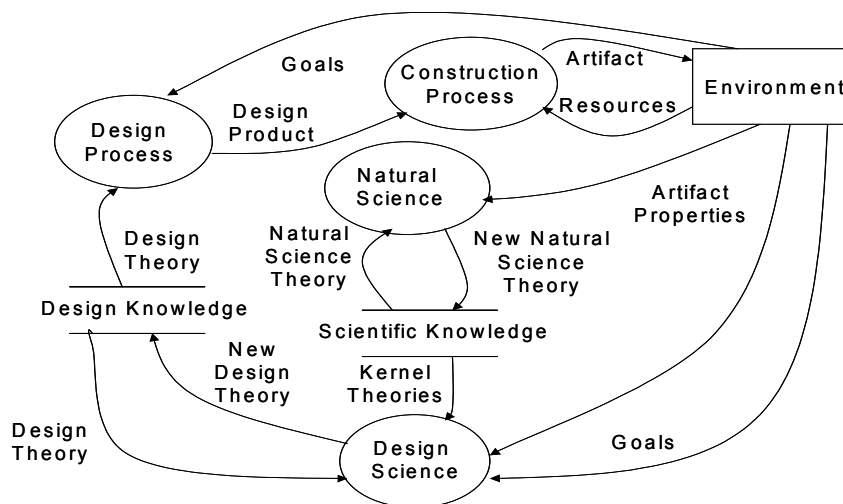 Goals
Construction
Process
Artifact
Environment
Resources
Design
Product
Design
Process
Natural
Science
Artifact
Properties
Design
Theory
Natural
Science
Theory
New Natural
Science
Theory
Design Knowledge
Scientific Knowledge
New
Design
Theory
Kernel
Theories
Design
Theory
Design
Science
Goals